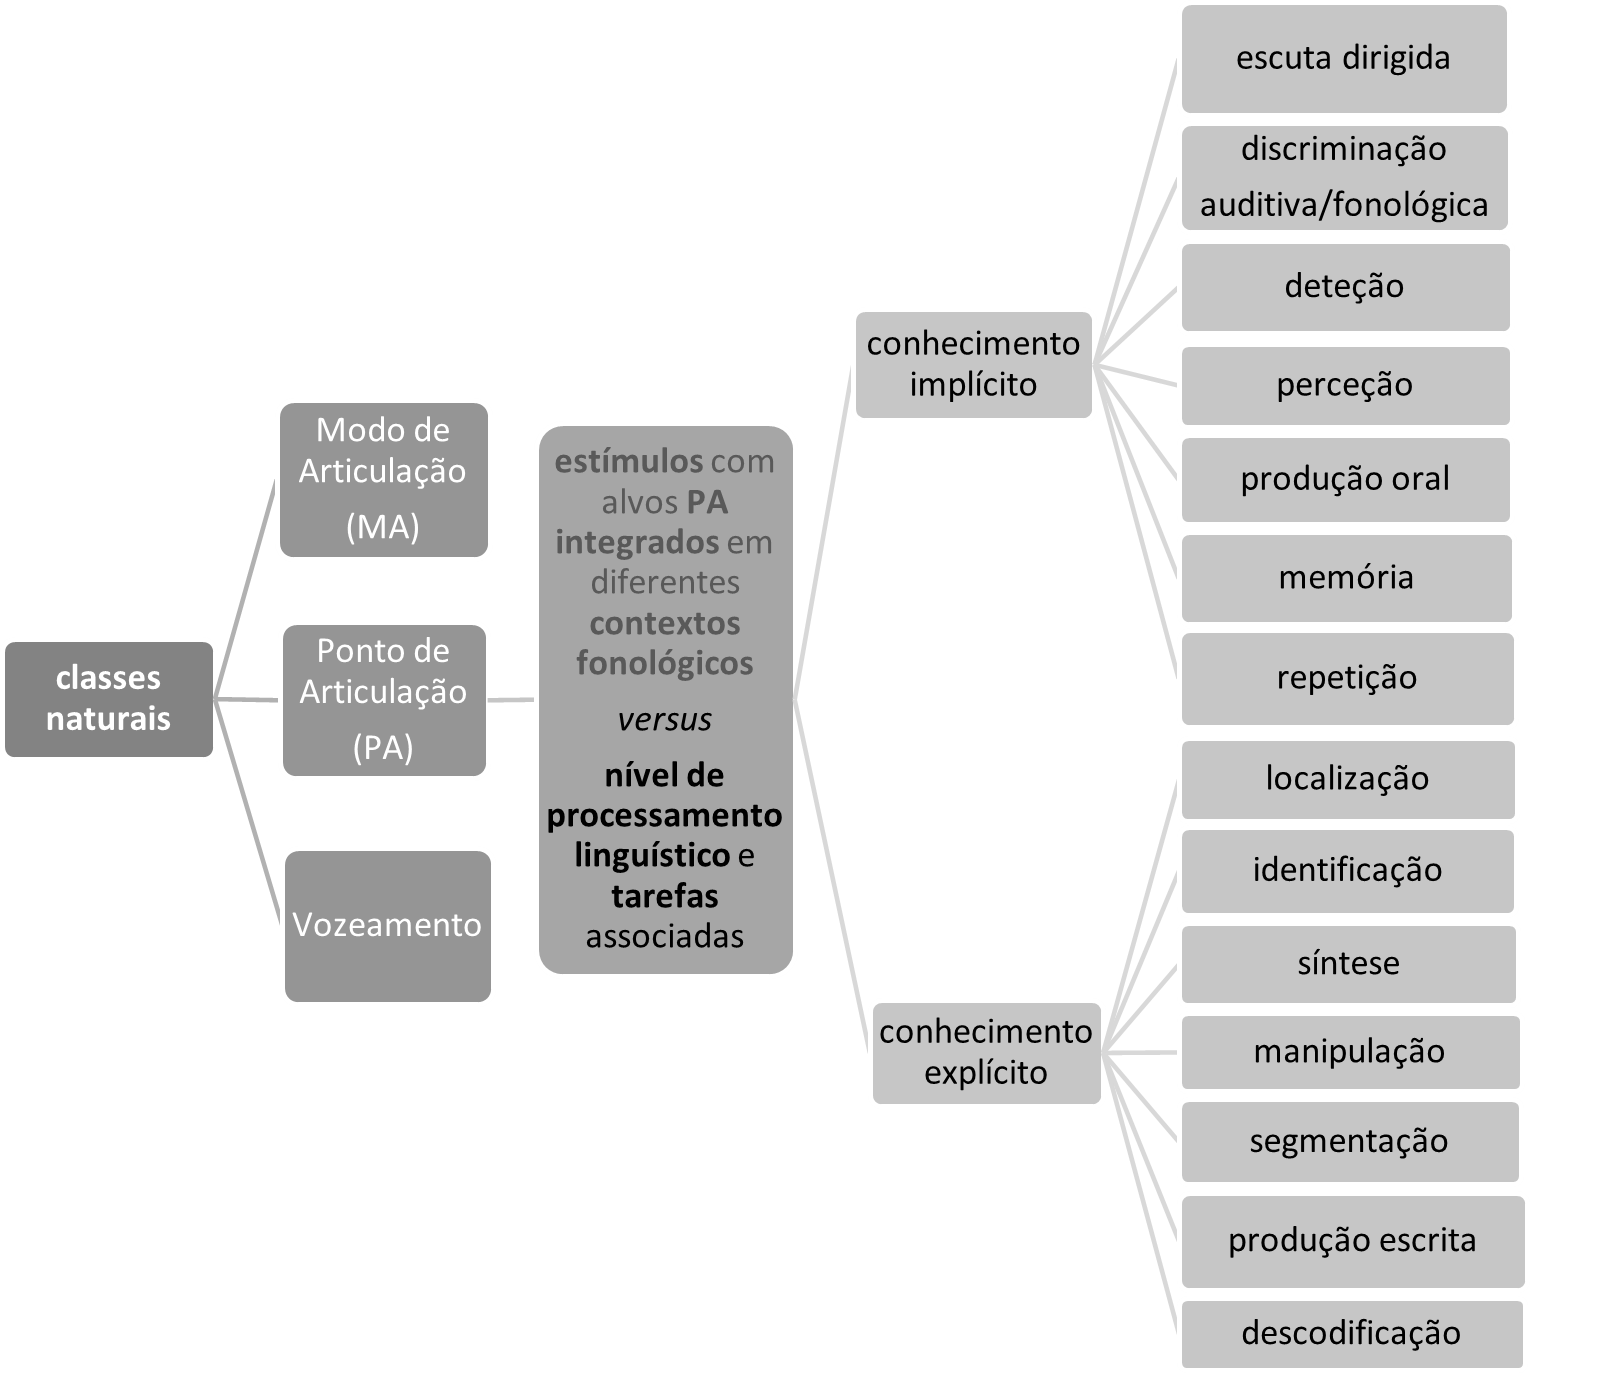 classes
naturais
Modo de
Articulação
(MA)
Ponto de
Articulação
(PA)
Vozeamento
estímulos com
alvos PA
integrados em
diferentes
contextos
fonológicos
versus
nível de
processamento
linguístico e
tarefas
associadas
conhecimento
implícito
escuta dirigida
discriminação
auditiva/fonológica
deteção
perceção
produção oral
memória
repetição
conhecimento
explícito
localização
identificação
síntese
manipulação
segmentação
produção escrita
descodificação